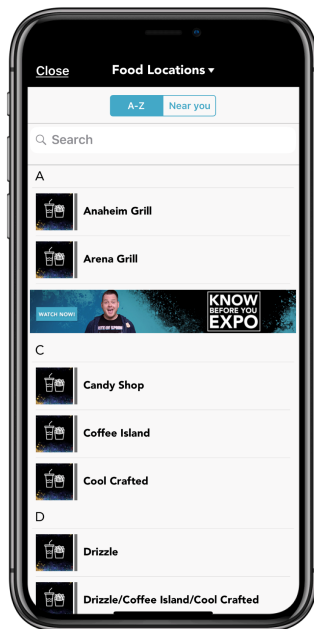 Close
Food Locations ▾
A-Z
Near you
Search
A
Anaheim Grill
Arena Grill
WATCH NOW!
KNOW
BEFORE YOU
EXPO
C
Candy Shop
Coffee Island
Cool Crafted
D
Drizzle
Drizzle/Coffee Island/Cool Crafted